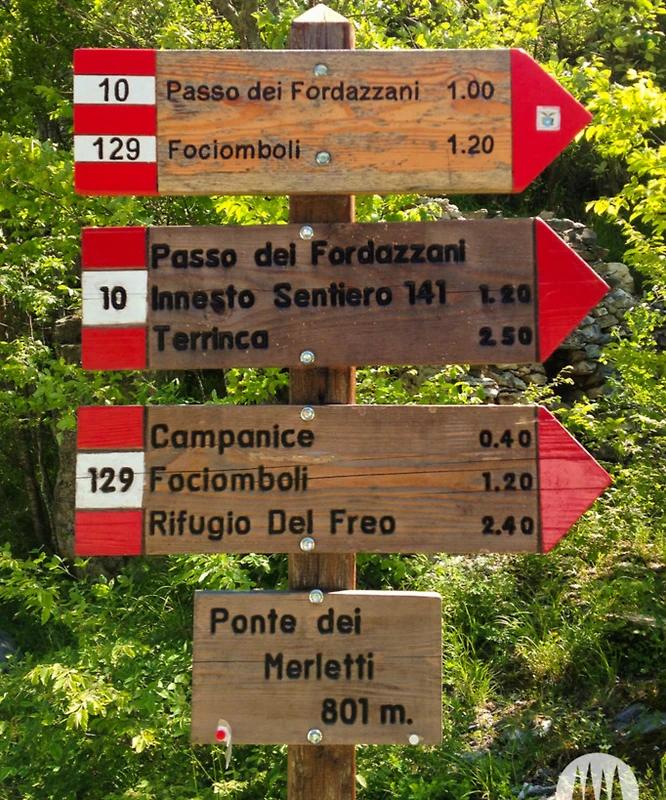 10 Passo dei Fordazzani 1.00
129 Fociomboli 1.20
Passo dei Fordazzani
10 Innesto Sentiero 141 1.20
Terrinca 2.50
Campanice 0.40
129 Fociomboli 1.20
Rifugio Del Freo 2.40
Ponte dei
Merletti
801 m.